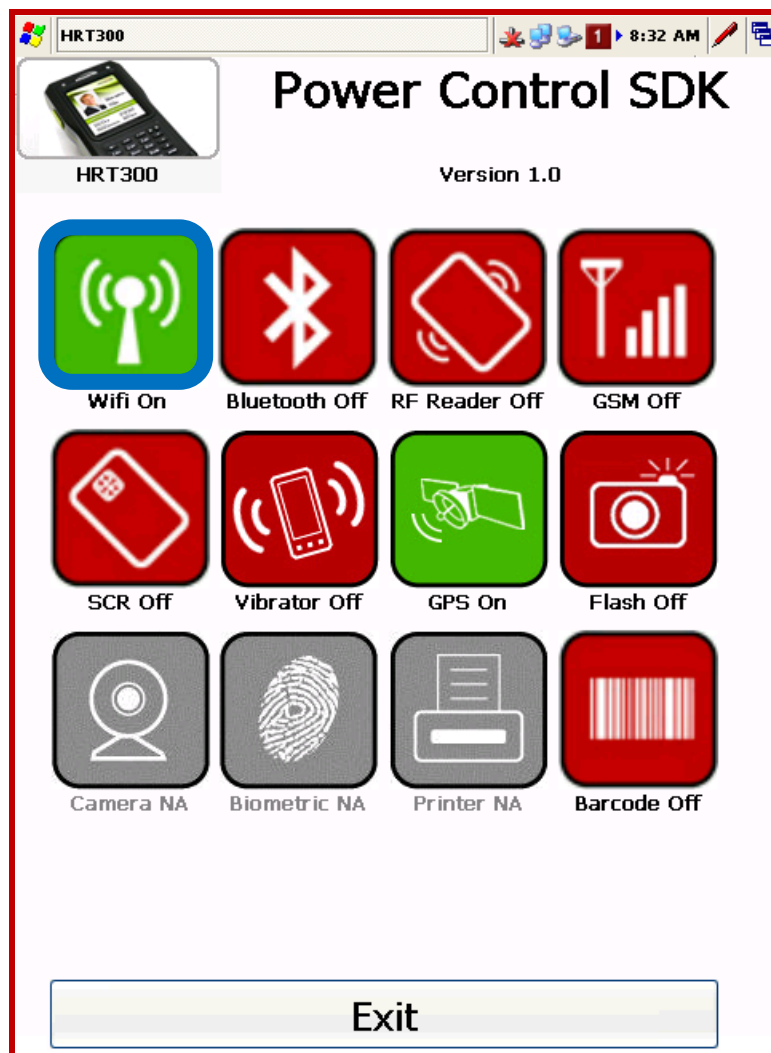 HRT300
1
8:32 AM
Power Control SDK
HRT300
Version 1.0
Wifi On
Bluetooth Off
RF Reader Off
GSM Off
SCR Off
Vibrator Off
GPS On
Flash Off
Camera NA
Biometric NA
Printer NA
Barcode Off
Exit